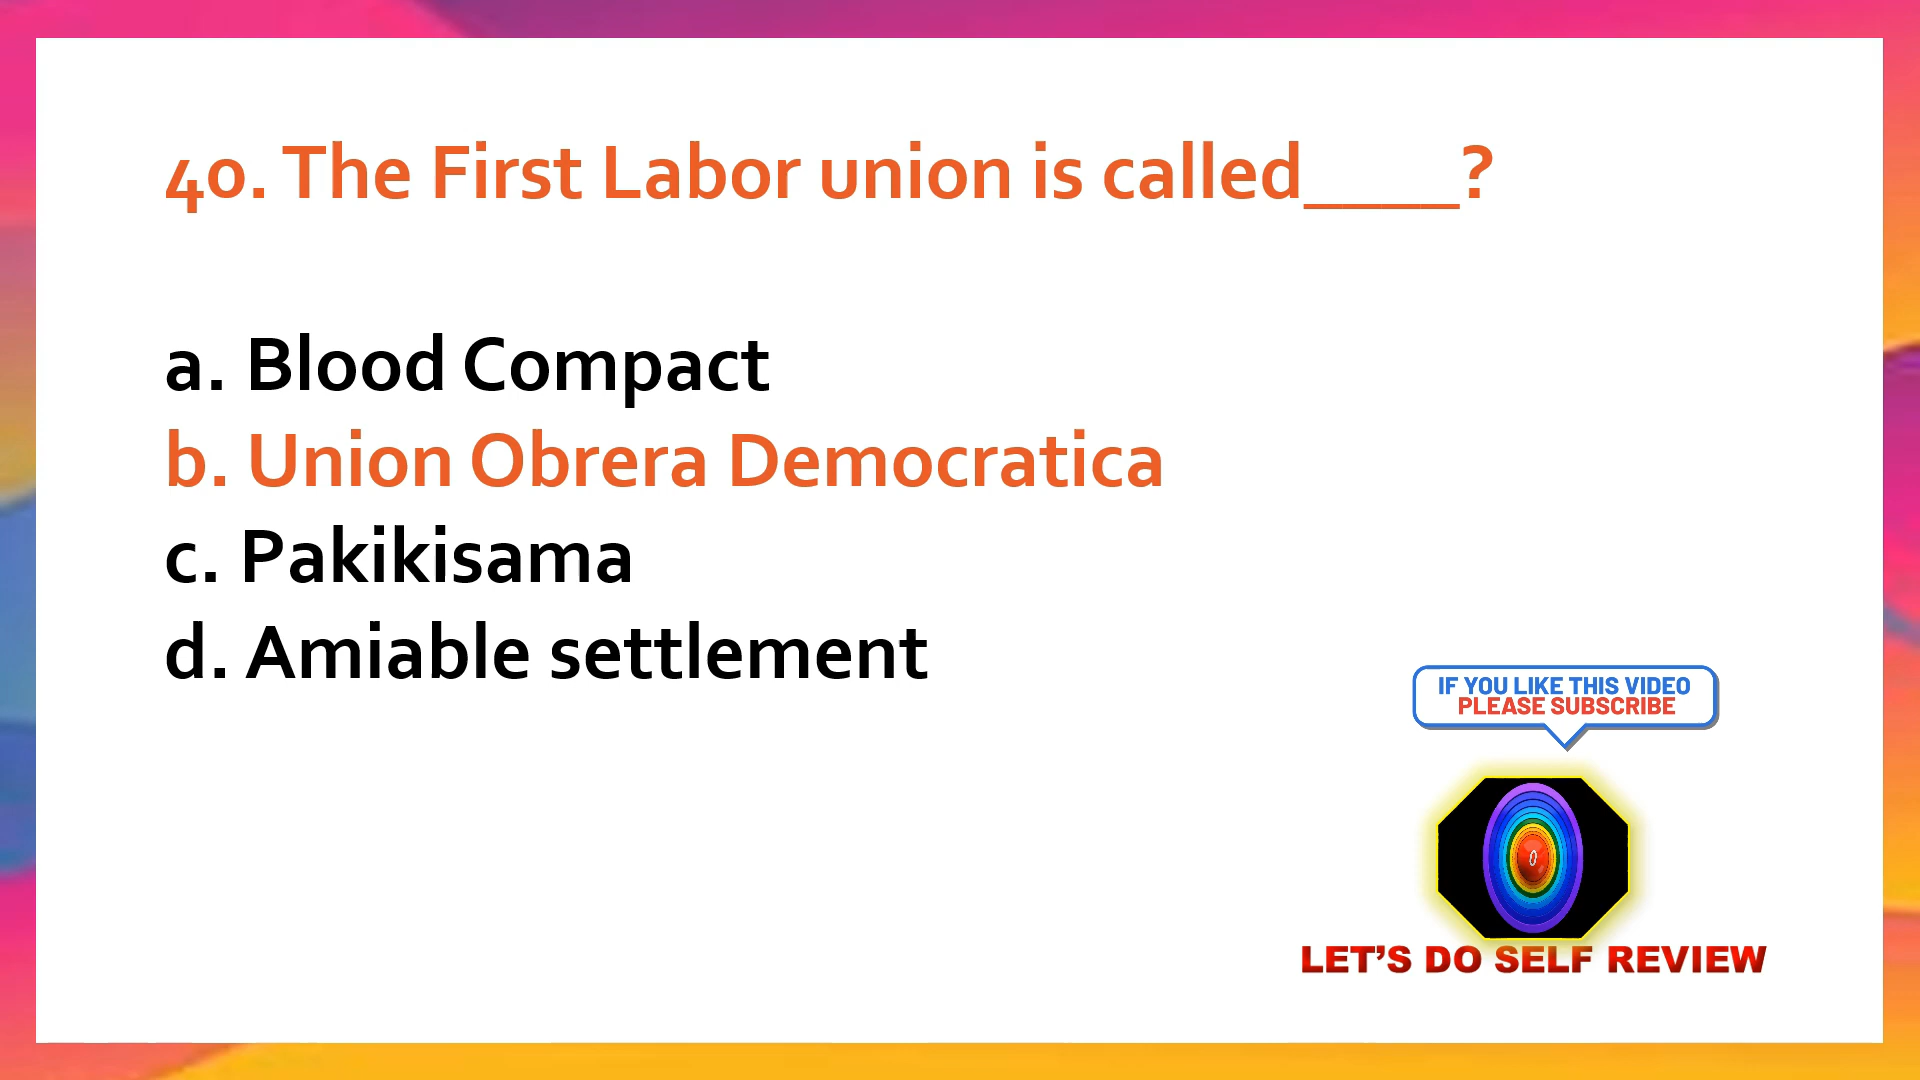 40. The First Labor union is called____?
a. Blood Compact
b. Union Obrera Democratica
c. Pakikisama
d. Amiable settlement
IF YOU LIKE THIS VIDEO
PLEASE SUBSCRIBE
0
LET'S DO SELF REVIEW